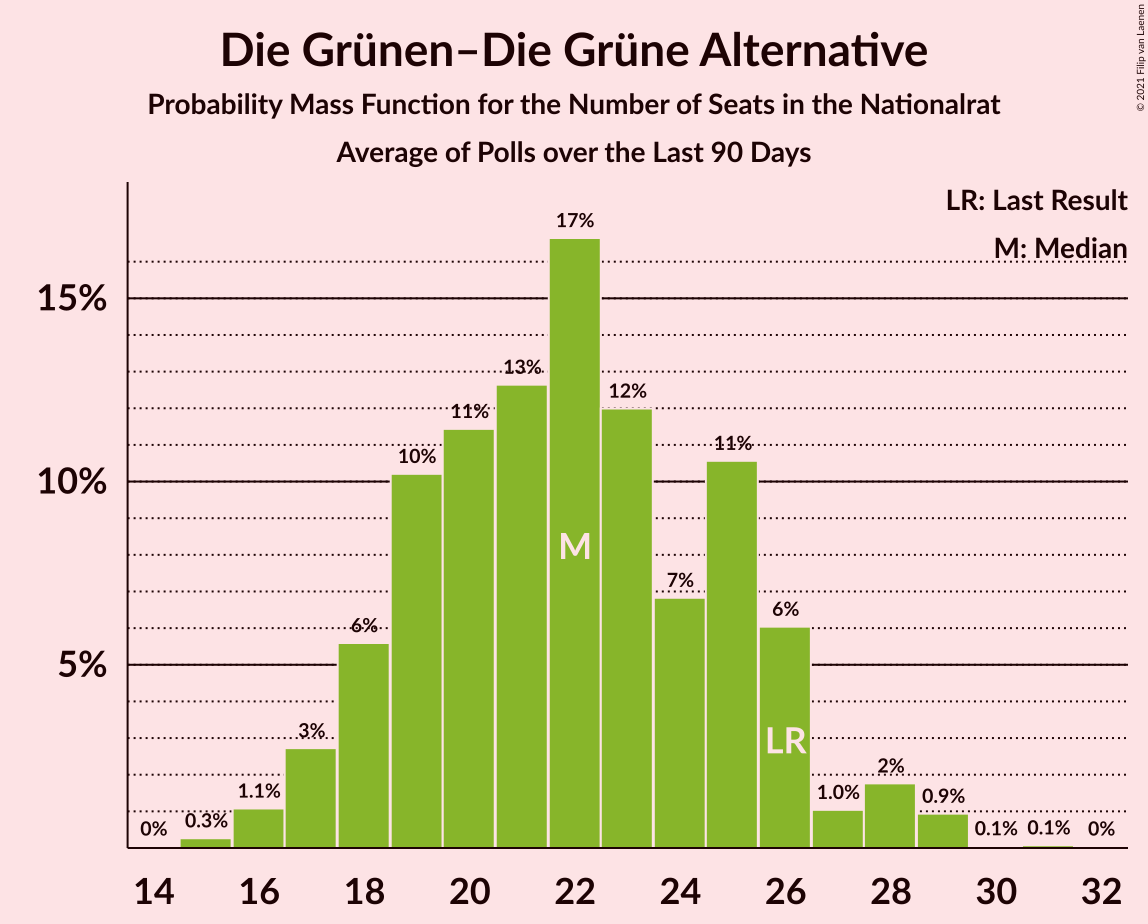 Die Grünen–Die Grüne Alternative
Probability Mass Function for the Number of Seats in the Nationalrat
Average of Polls over the Last 90 Days
© 2021 Filip van Laenen
LR: Last Result
M: Median
15%
10%
5%
0%
0.3%
1.1%
3%
6%
10%
11%
13%
17%
12%
7%
11%
6%
1.0%
2%
0.9%
0.1%
0.1%
0%
M
LR
14 16 18 20 22 24 26 28 30 32